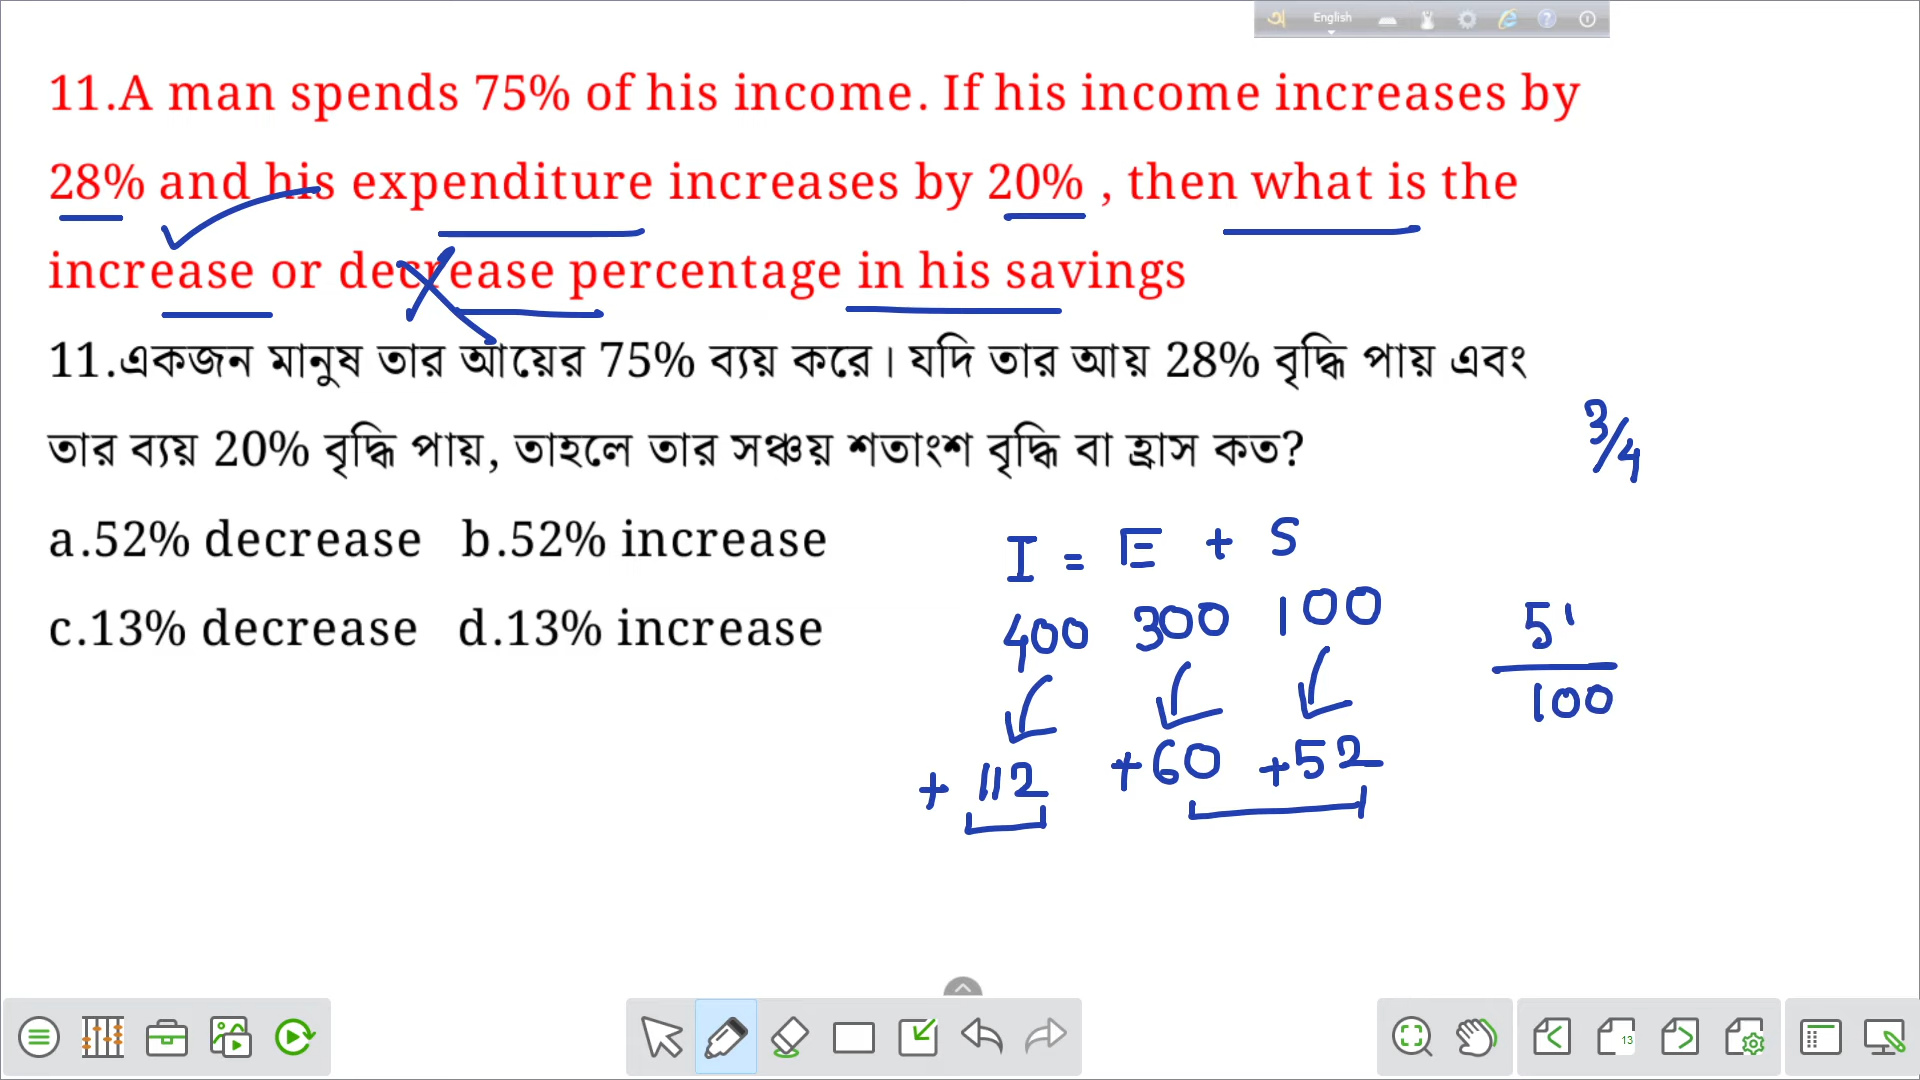 English
11.A man spends 75% of his income. If his income increases by
28% and his expenditure increases by 20% , then what is the
increase or decrease percentage in his savings
11.একজন মানুষ তার আয়ের 75% ব্যয় করে। যদি তার আয় 28% বৃদ্ধি পায় এবং
তার ব্যয় 20% বৃদ্ধি পায়, তাহলে তার সঞ্চয় শতাংশ বৃদ্ধি বা হ্রাস কত?
3/4
a.52% decrease b.52% increase
I = E + S
c.13% decrease d.13% increase
400 300 100
+ 112 +60 +52
100
13